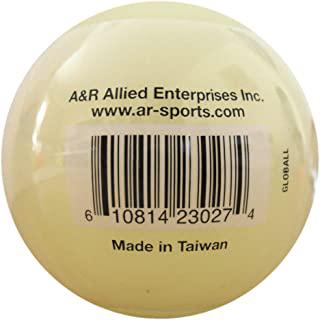 A&R Allied Enterprises Inc.
www.ar-sports.com
6 10814 23027 4
Made in Taiwan
GLOBALL